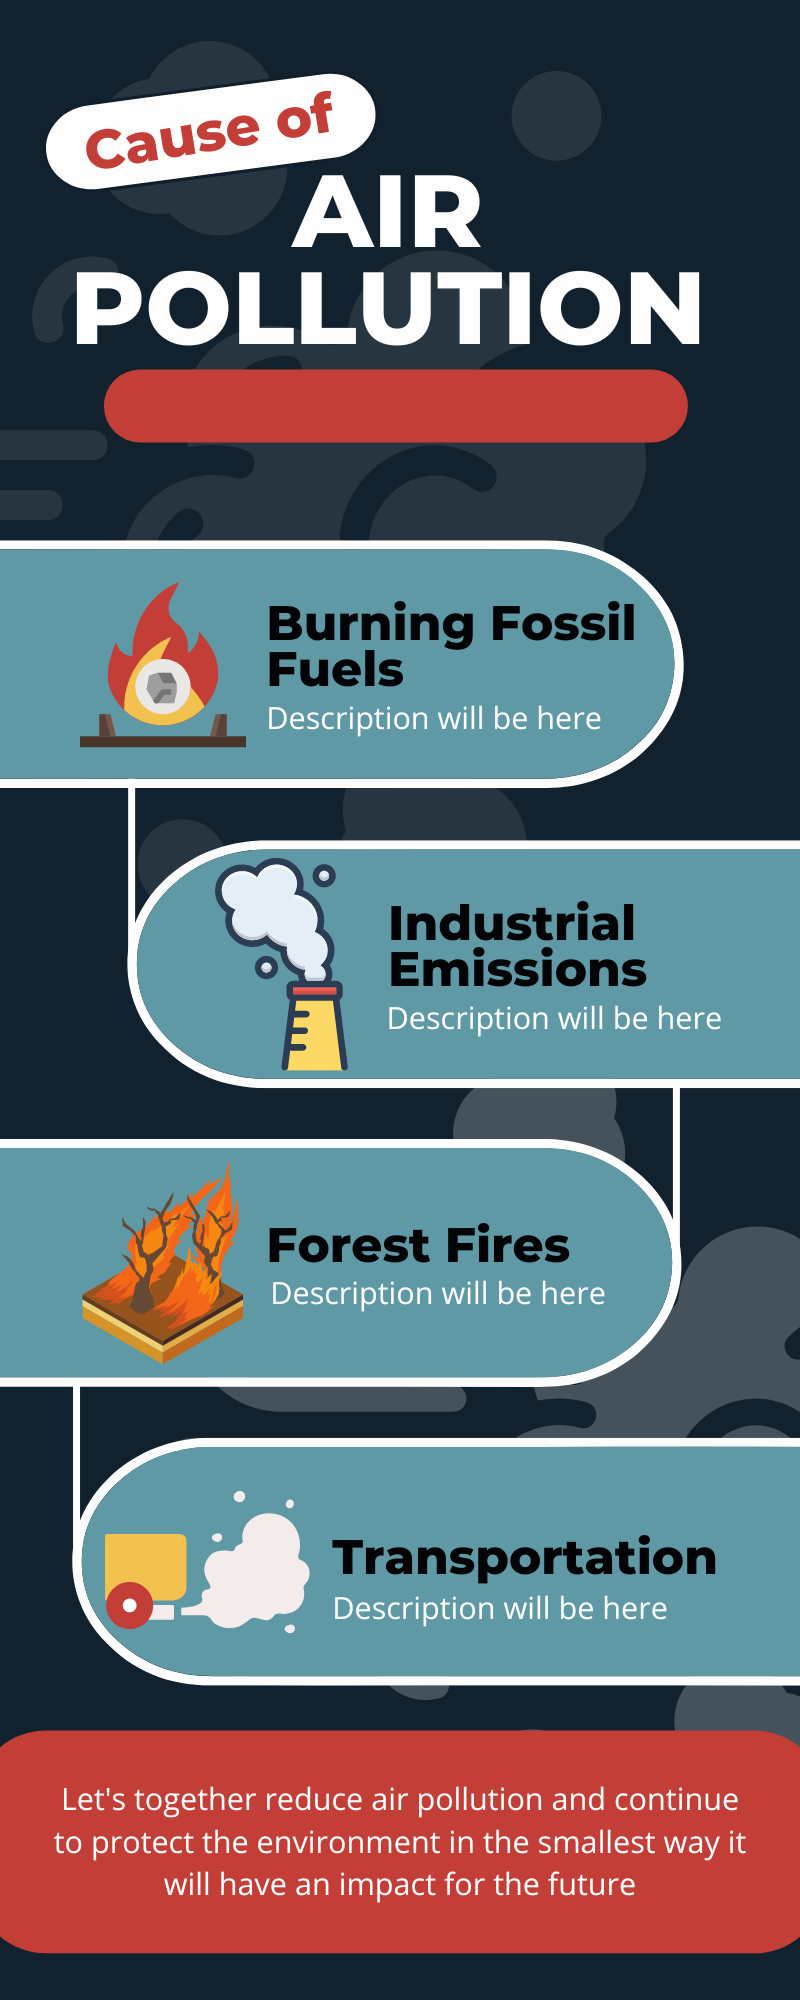 Cause of
AIR
POLLUTION
Burning Fossil
Fuels
Description will be here
Industrial
Emissions
Description will be here
Forest Fires
Description will be here
Transportation
Description will be here
Let's together reduce air pollution and continue
to protect the environment in the smallest way it
will have an impact for the future